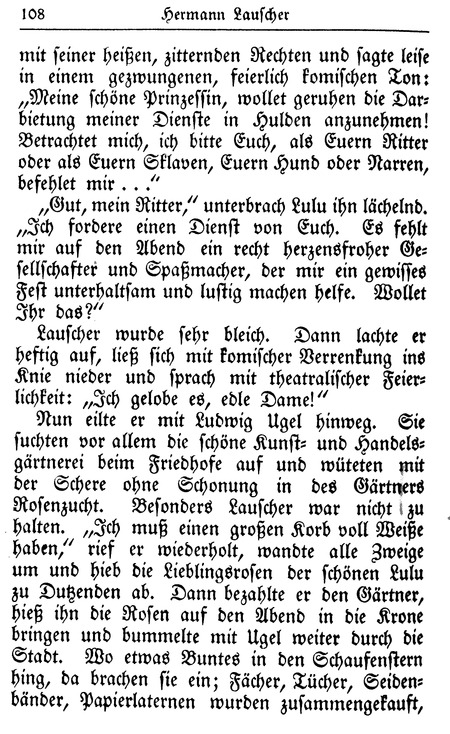 108 Hermann Lauscher
mit seiner heißen, zitternden Rechten und sagte leise
in einem gezwungenen, feierlich komischen Ton:
„Meine schöne Prinzessin, wollet geruhen die Dar-
bietung meiner Dienste in Hulden anzunehmen!
Betrachtet mich, ich bitte Euch, als Euern Ritter
oder als Euern Sklaven, Euern Hund oder Narren,
befehlet mir . . .“
„Gut, mein Ritter,“ unterbrach Lulu ihn lächelnd.
„Ich fordere einen Dienst von Euch. Es fehlt
mir auf den Abend ein recht herzensfroher Ge-
sellschafter und Spaßmacher, der mir ein gewisses
Fest unterhaltsam und lustig machen helfe. Wollet
Ihr das?“
Lauscher wurde sehr bleich. Dann lachte er
heftig auf, ließ sich mit komischer Verrenkung ins
Knie nieder und sprach mit theatralischer Feier-
lichkeit: „Ich gelobe es, edle Dame!“
Nun eilte er mit Ludwig Ugel hinweg. Sie
suchten vor allem die schöne Kunst- und Handels-
gärtnerei beim Friedhofe auf und wüteten mit
der Schere ohne Schonung in des Gärtners
Rosenzucht. Besonders Lauscher war nicht zu
halten. „Ich muß einen großen Korb voll Weiße
haben,“ rief er wiederholt, wandte alle Zweige
um und hieb die Lieblingsrosen der schönen Lulu
zu Dutzenden ab. Dann bezahlte er den Gärtner,
hieß ihn die Rosen auf den Abend in die Krone
bringen und bummelte mit Ugel weiter durch die
Stadt. Wo etwas Buntes in den Schaufenstern
hing, da brachen sie ein; Fächer, Tücher, Seiden-
bänder, Papierlaternen wurden zusammengekauft,